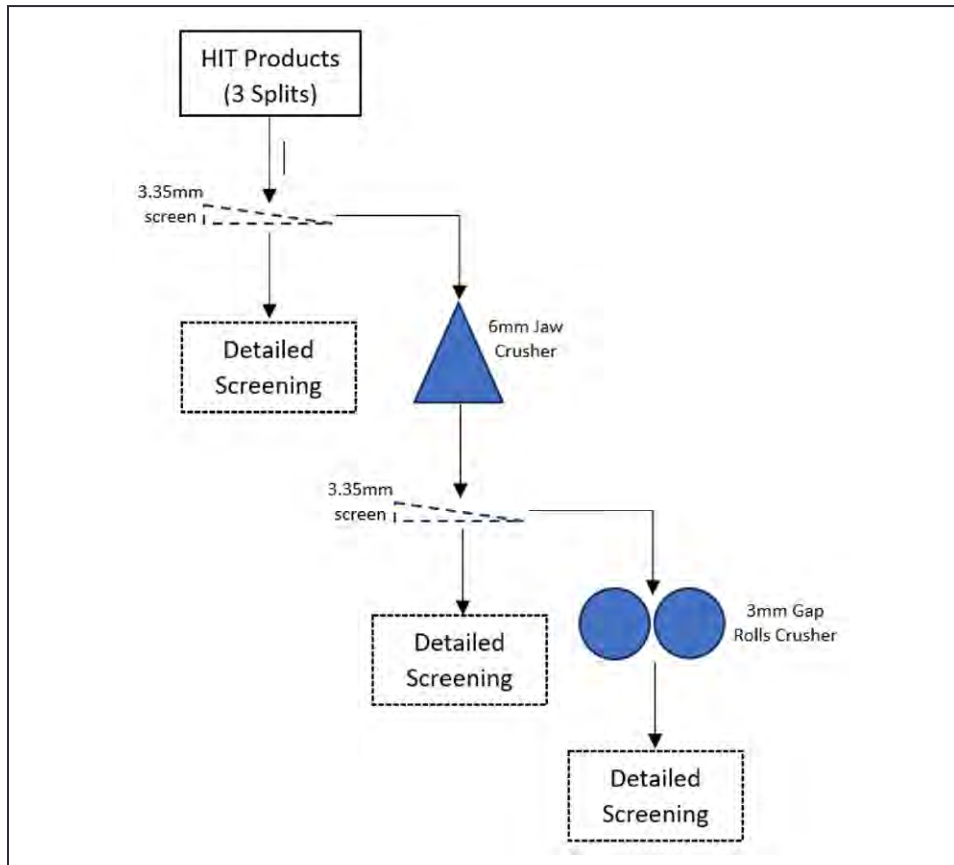 HIT Products
(3 Splits)
3.35mm
screen
Detailed
Screening
6mm Jaw
Crusher
3.35mm
screen
Detailed
Screening
3mm Gap
Rolls Crusher
Detailed
Screening